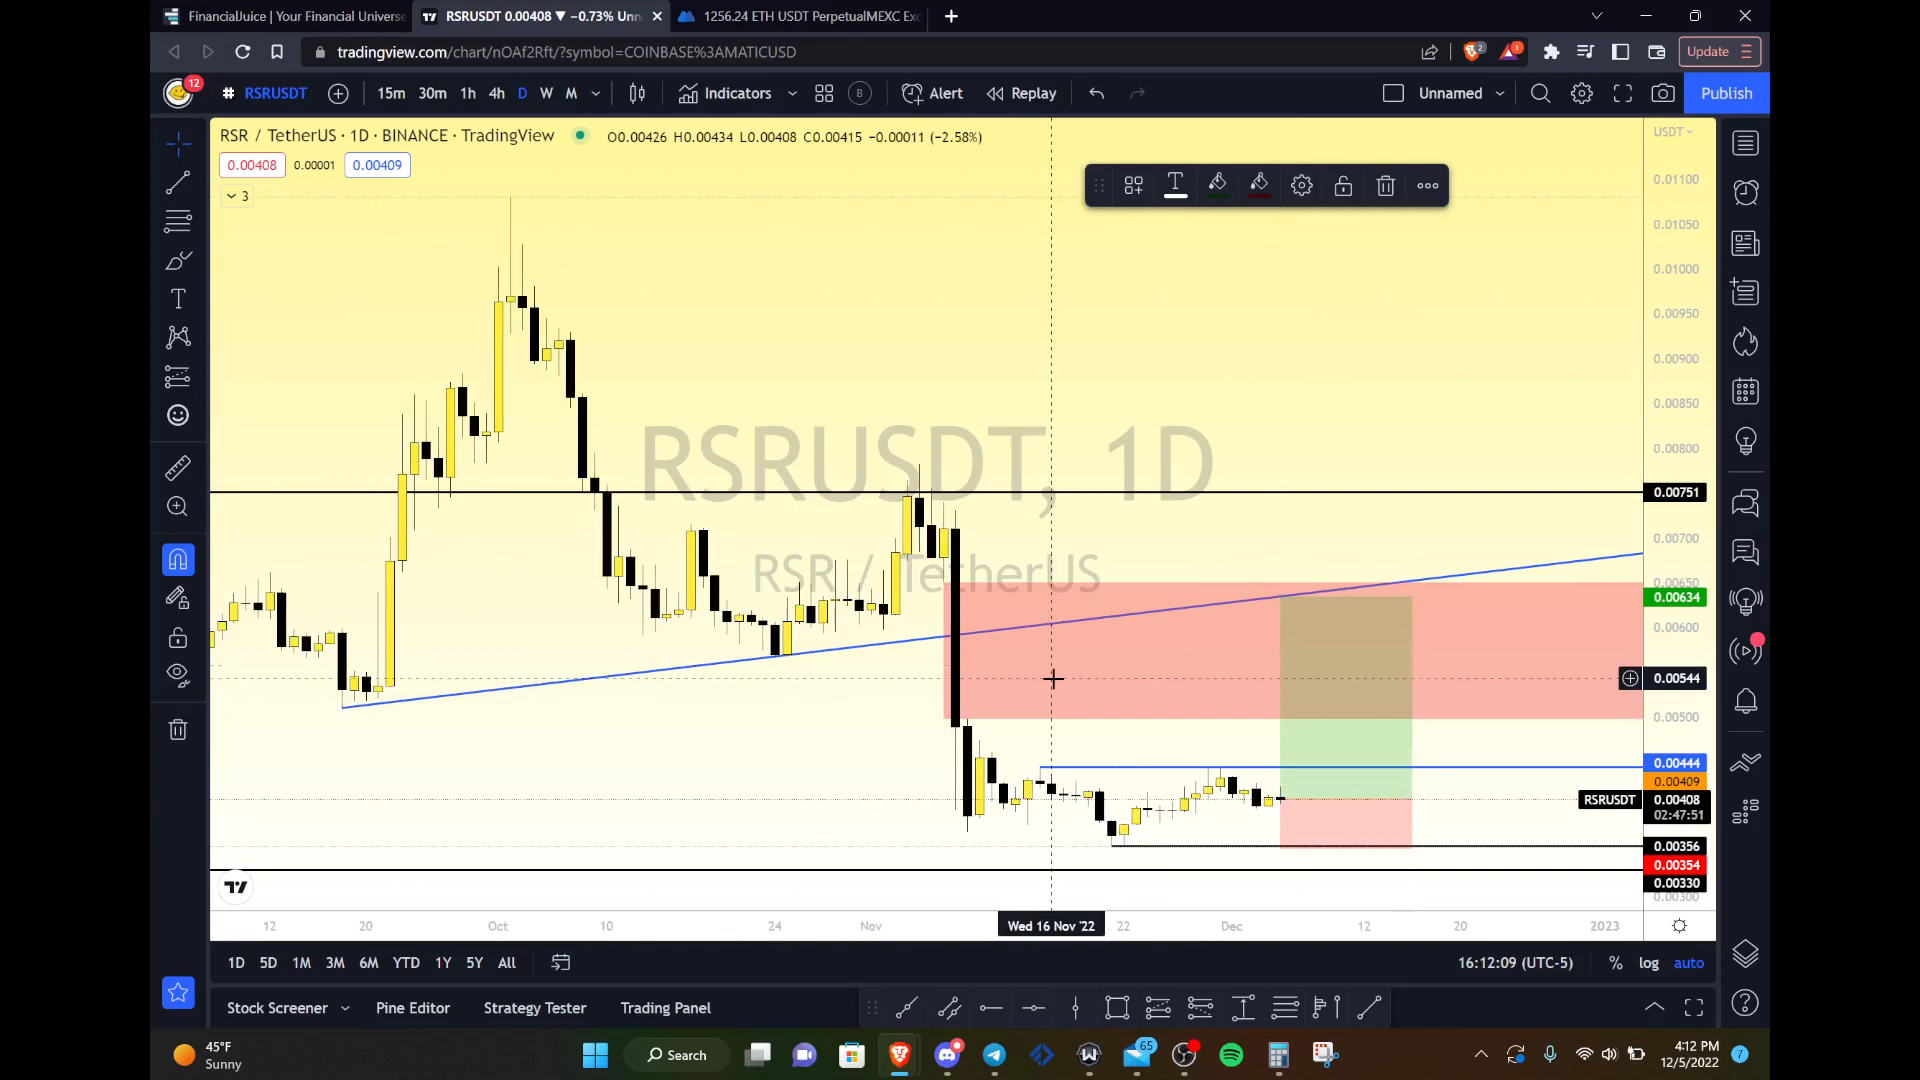 FinancialJuice | Your Financial Universe
RSRUSDT 0.00408 ▼ −0.73% Unn
1256.24 ETH USDT PerpetualMEXC Exc
tradingview.com/chart/nOAf2Rft/?symbol=COINBASE%3AMATICUSD
2
1
Update
12
RSRUSDT
15m 30m 1h 4h D W M
Indicators
B
Alert
Replay
Unnamed
Publish
RSR / TetherUS · 1D · BINANCE · TradingView
O0.00426 H0.00434 L0.00408 C0.00415 −0.00011 (−2.58%)
USDT
0.00408 0.00001 0.00409
3
0.01100
0.01050
0.01000
0.00950
0.00900
0.00850
0.00800
RSRUSDT, 1D
0.00751
0.00700
RSR / TetherUS
0.00650
0.00634
0.00600
0.00544
0.00500
0.00444
0.00409
RSRUSDT 0.00408
02:47:51
0.00356
0.00354
0.00330
0.00300
12 20 Oct 10 24 Nov Wed 16 Nov '22 22 Dec 12 20 2023
1D 5D 1M 3M 6M YTD 1Y 5Y All
16:12:09 (UTC-5)
% log auto
Stock Screener
Pine Editor
Strategy Tester
Trading Panel
45°F
Sunny
Search
65
4:12 PM
12/5/2022
7